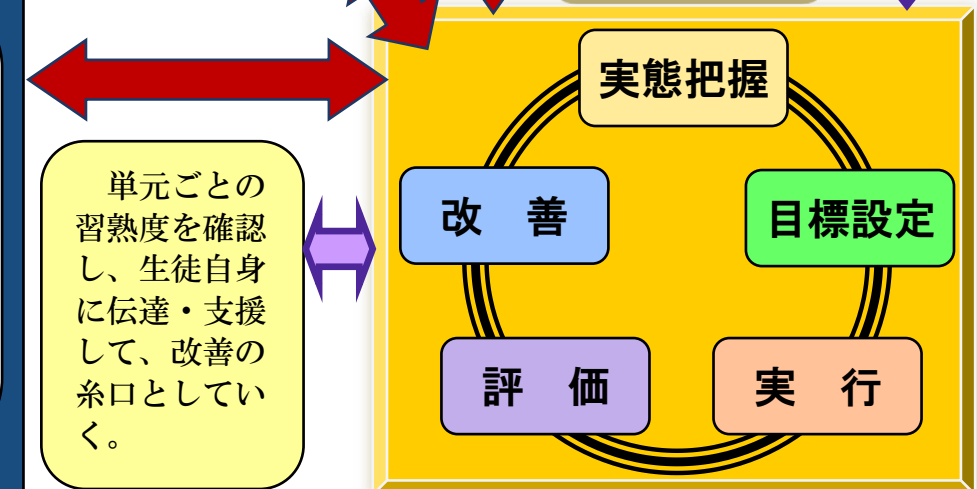 実態把握
改　善
目標設定
評　価
実　行
　単元ごとの
習熟度を確認
し、生徒自身
に伝達・支援
して、改善の
糸口としてい
く。